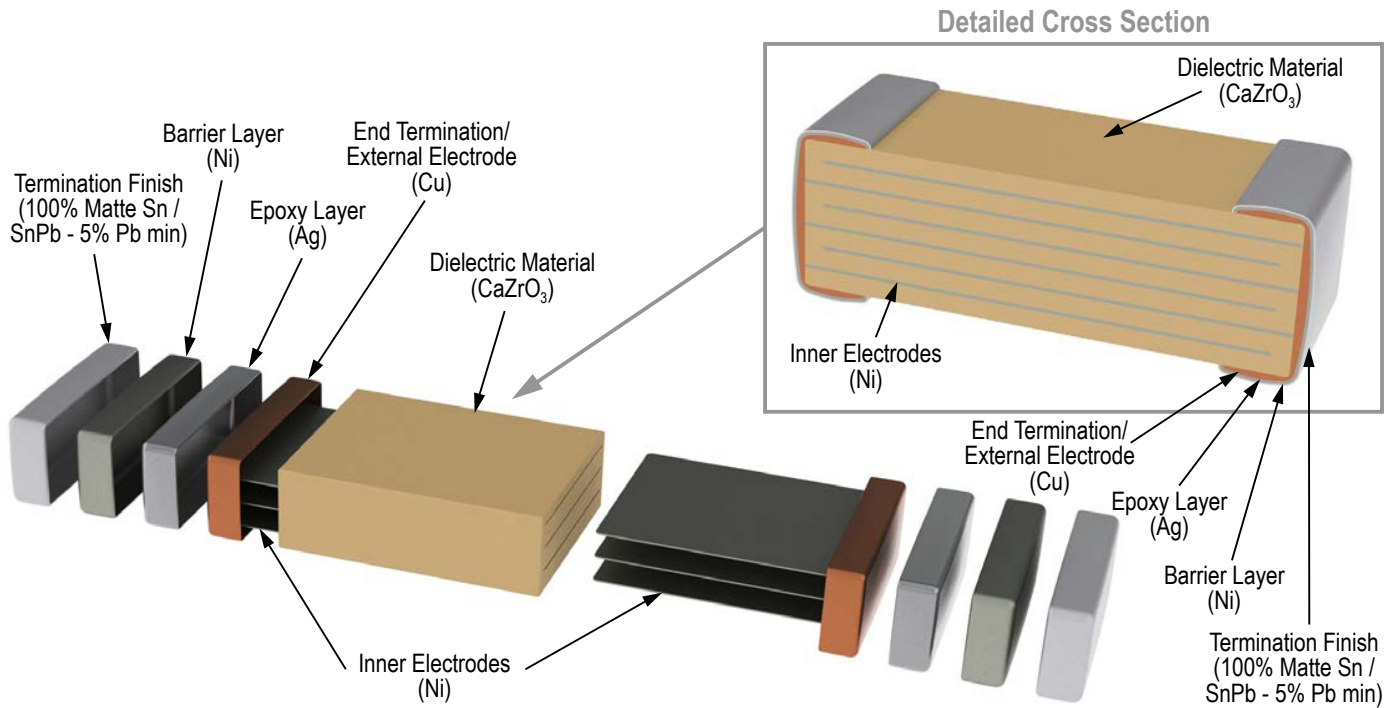 Detailed Cross Section
Dielectric Material
(CaZrO₃)
Inner Electrodes
(Ni)
End Termination/
External Electrode
(Cu)
Epoxy Layer
(Ag)
Barrier Layer
(Ni)
Termination Finish
(100% Matte Sn /
SnPb - 5% Pb min)
Termination Finish
(100% Matte Sn /
SnPb - 5% Pb min)
Barrier Layer
(Ni)
Epoxy Layer
(Ag)
End Termination/
External Electrode
(Cu)
Dielectric Material
(CaZrO₃)
Inner Electrodes
(Ni)